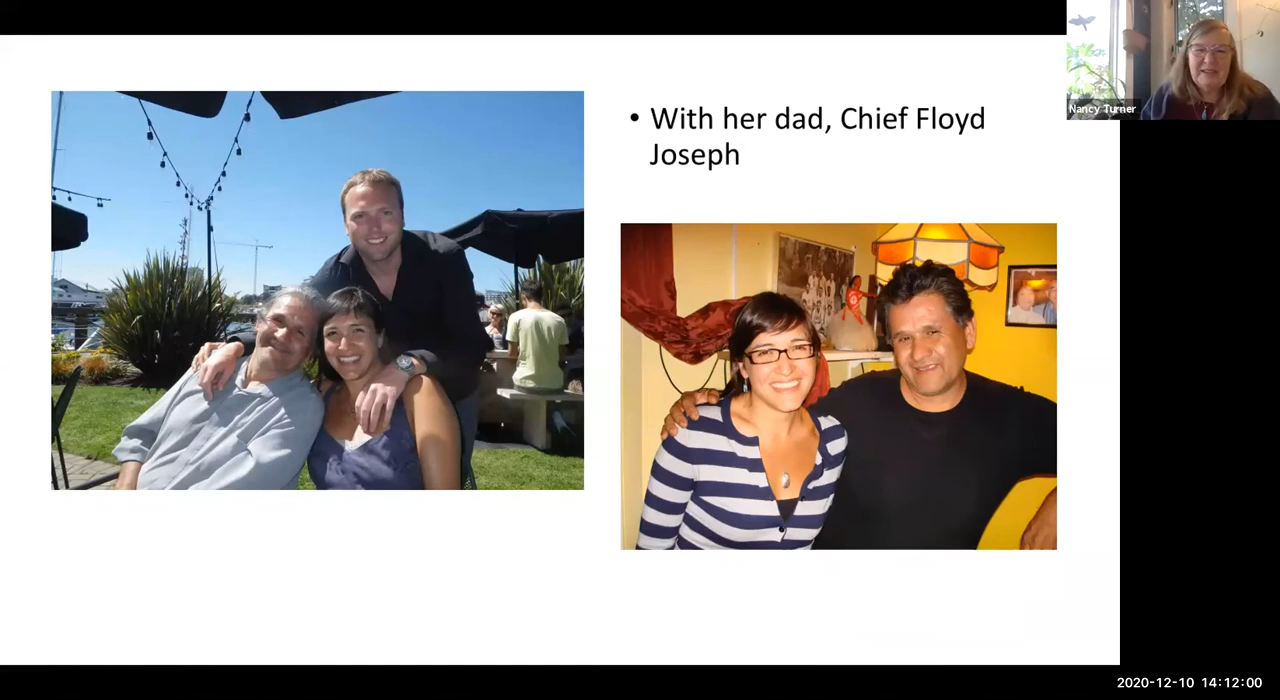 • With her dad, Chief Floyd
Joseph
Nancy Turner
2020-12-10 14:12:00